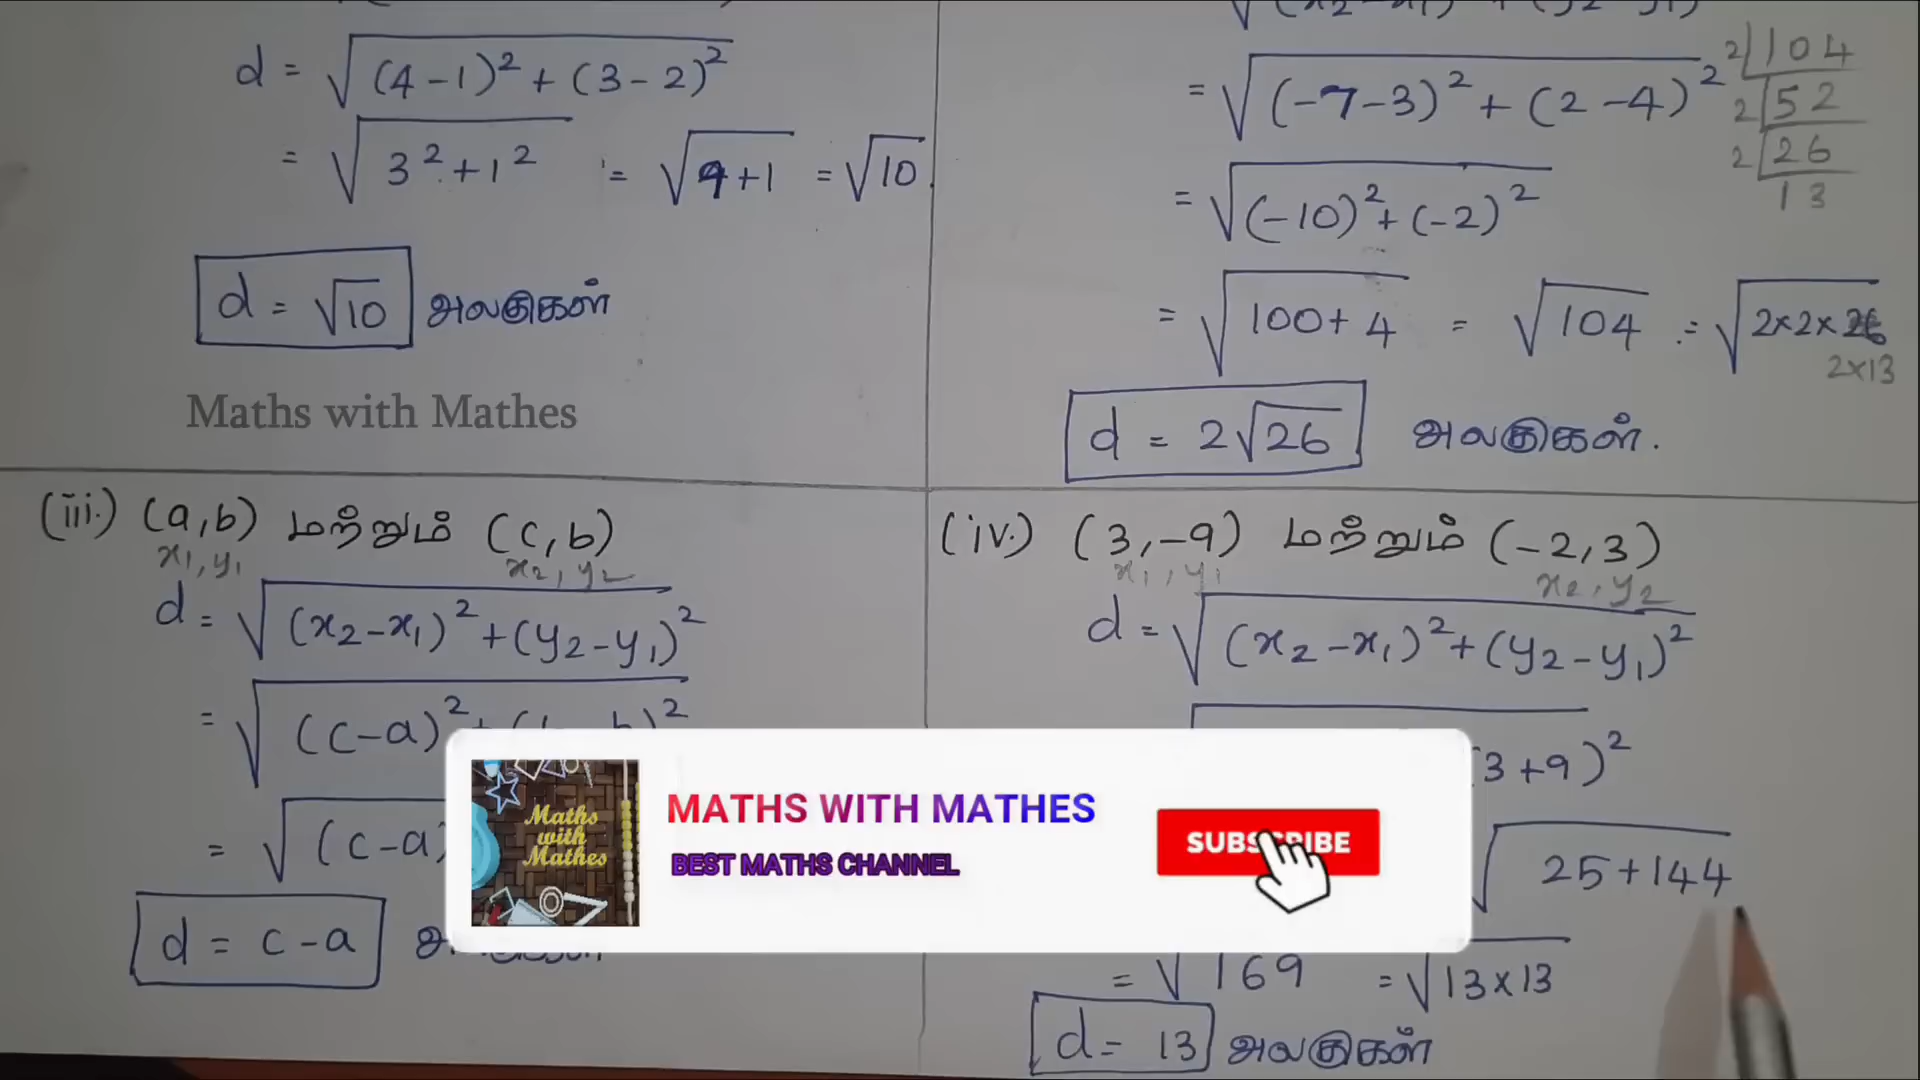 d = √(4-1)² + (3-2)²
= √3² + 1² = √9+1 = √10
d = √10 அலகுகள்
Maths with Mathes
= √(-7-3)² + (2-4)²
= √(-10)² + (-2)²
= √100+4 = √104 = √2×2×26
2×13
d = 2√26 அலகுகள்.
2 104
2 52
2 26
13
(iii.) (a,b) மற்றும் (c,b)
x₁,y₁ x₂,y₂
d = √(x₂-x₁)² + (y₂-y₁)²
= √(c-a)² +
= √(c-a)
d = c-a
(iv.) (3,-9) மற்றும் (-2,3)
x₁,y₁ x₂,y₂
d = √(x₂-x₁)² + (y₂-y₁)²
(3+9)²
√25+144
= √169 = √13×13
d = 13 அலகுகள்
Maths
with
Mathes
MATHS WITH MATHES
BEST MATHS CHANNEL
SUBSCRIBE